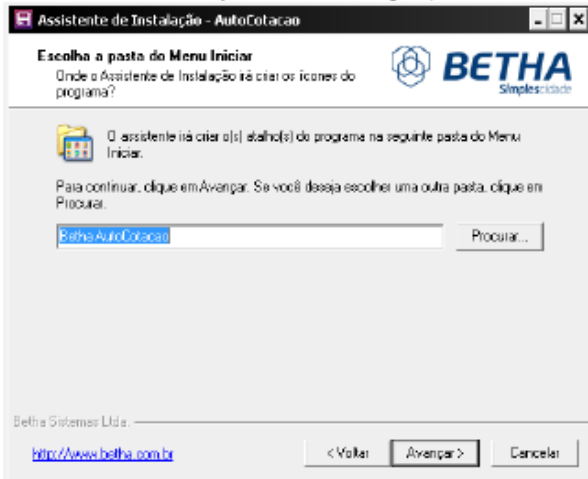 Assistente de Instalação - AutoCotacao
Escolha a pasta do Menu Iniciar
Onde o Assistente de Instalação irá criar os ícones do
programa?
BETHA
Simplescidade
O assistente irá criar o(s) atalho(s) do programa na seguinte pasta do Menu
Iniciar.
Para continuar, clique em Avançar. Se você deseja escolher uma outra pasta, clique em
Procurar.
Betha AutoCotacao
Procurar...
Betha Sistemas Ltda.
http://www.betha.com.br
< Voltar
Avançar >
Cancelar